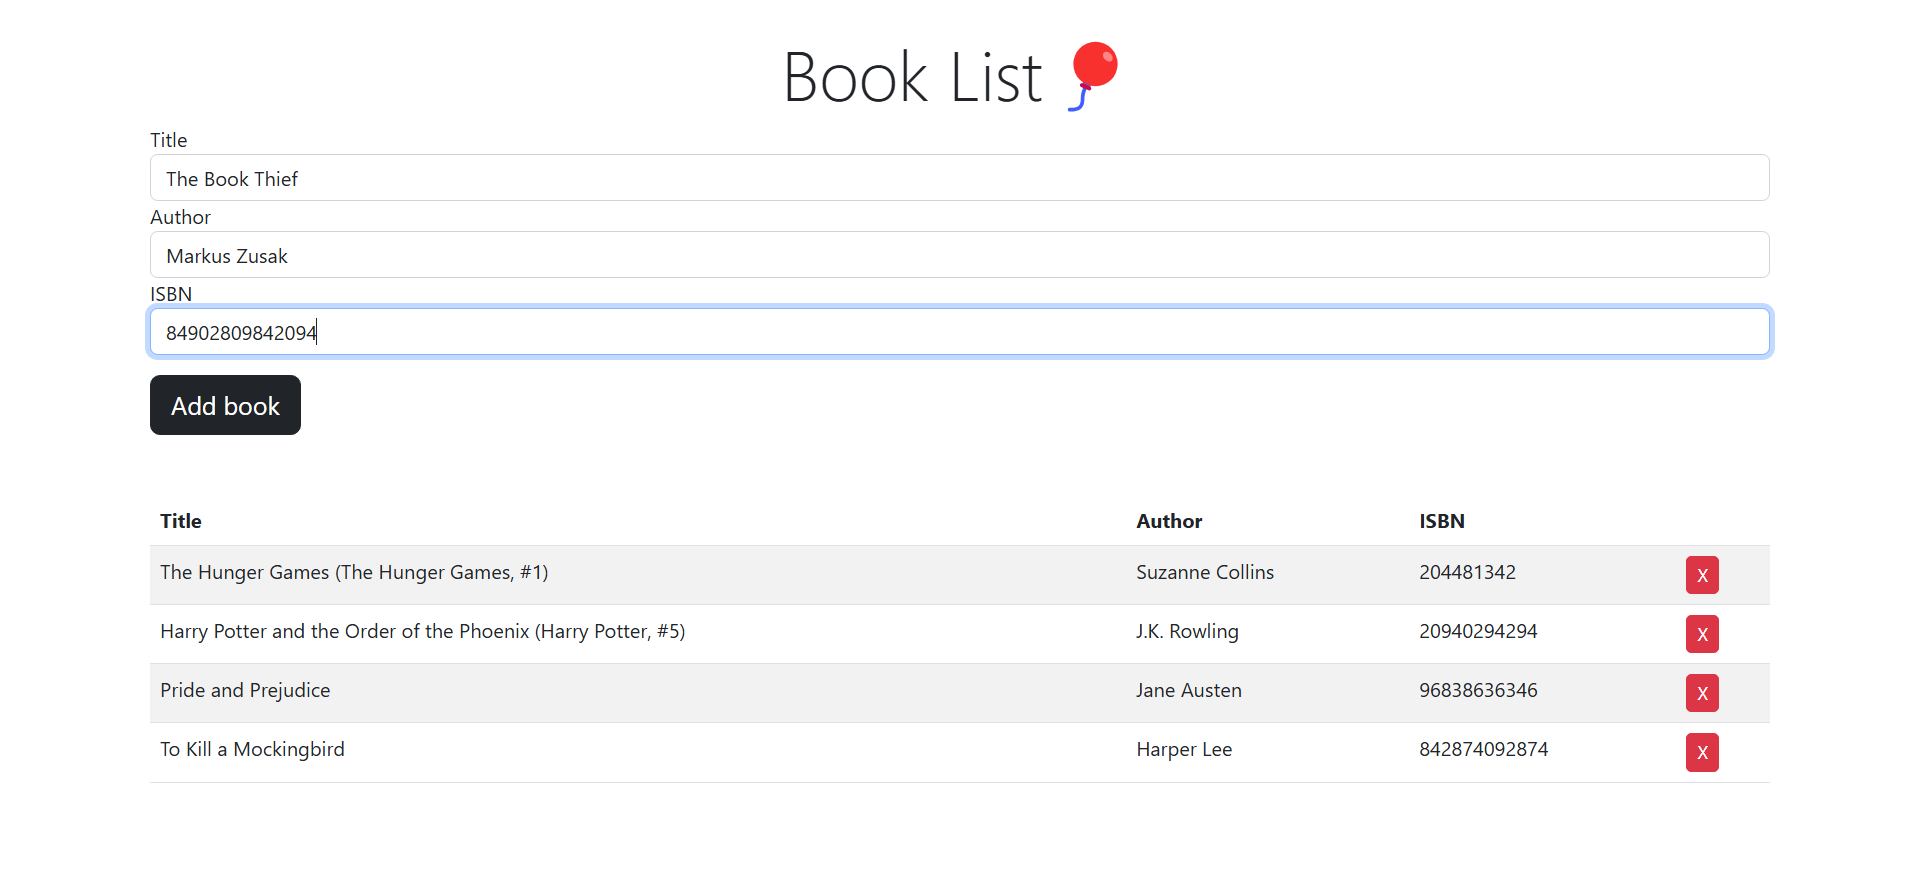 Book List
Title
The Book Thief
Author
Markus Zusak
ISBN
84902809842094
Add book
Title Author ISBN
The Hunger Games (The Hunger Games, #1) Suzanne Collins 204481342 X
Harry Potter and the Order of the Phoenix (Harry Potter, #5) J.K. Rowling 20940294294 X
Pride and Prejudice Jane Austen 96838636346 X
To Kill a Mockingbird Harper Lee 842874092874 X